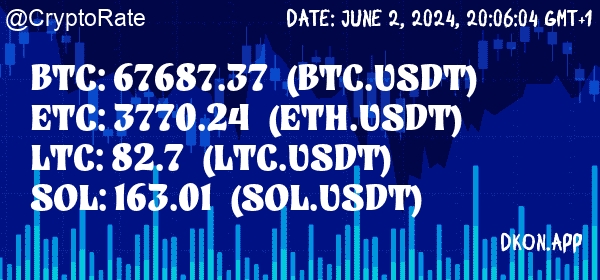 @CryptoRate
DATE: JUNE 2, 2024, 20:06:04 GMT+1
BTC: 67687.37 (BTC.USDT)
ETC: 3770.24 (ETH.USDT)
LTC: 82.7 (LTC.USDT)
SOL: 163.01 (SOL.USDT)
DKON.APP